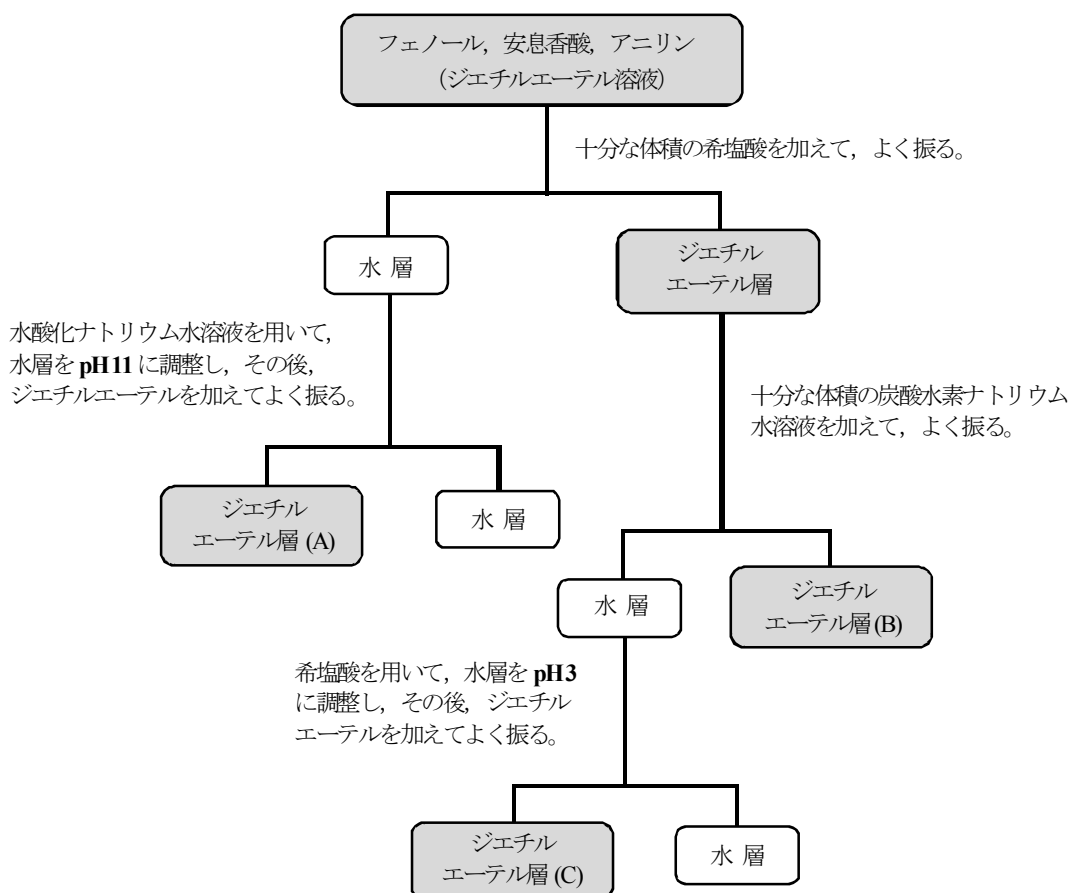 フェノール，安息香酸，アニリン
（ジエチルエーテル溶液）
十分な体積の希塩酸を加えて，よく振る。
水 層
ジエチル
エーテル層
水酸化ナトリウム水溶液を用いて，
水層を pH11 に調整し，その後，
ジエチルエーテルを加えてよく振る。
十分な体積の炭酸水素ナトリウム
水溶液を加えて，よく振る。
ジエチル
エーテル層 (A)
水 層
水 層
ジエチル
エーテル層 (B)
希塩酸を用いて，水層を pH3
に調整し，その後，ジエチル
エーテルを加えてよく振る。
ジエチル
エーテル層 (C)
水 層